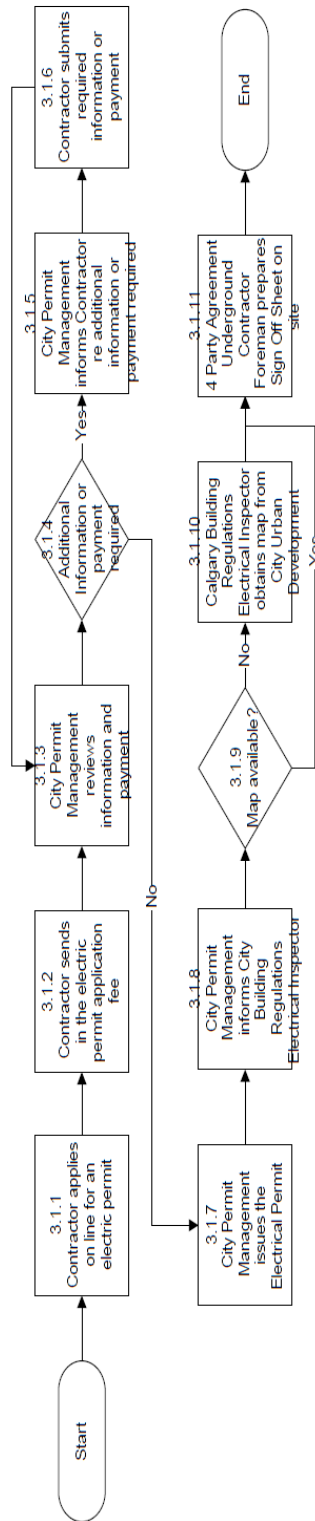 Start
3.1.1
Contractor applies
on line for an
electric permit
3.1.2
Contractor sends
in the electric
permit application
fee
3.1.3
City Permit
Management
reviews
information and
payment
3.1.4
Additional
Information or
payment
required
Yes
3.1.5
City Permit
Management
informs Contractor
re additional
information or
payment required
3.1.6
Contractor submits
required
information or
payment
No
3.1.7
City Permit
Management
issues the
Electrical Permit
3.1.8
City Permit
Management
informs City
Building
Regulations
Electrical Inspector
3.1.9
Map available?
No
3.1.10
Calgary Building
Regulations
Electrical Inspector
obtains map from
City Urban
Development
Yes
3.1.11
4 Party Agreement
Underground
Contractor
Foreman prepares
Sign Off Sheet on
site
End